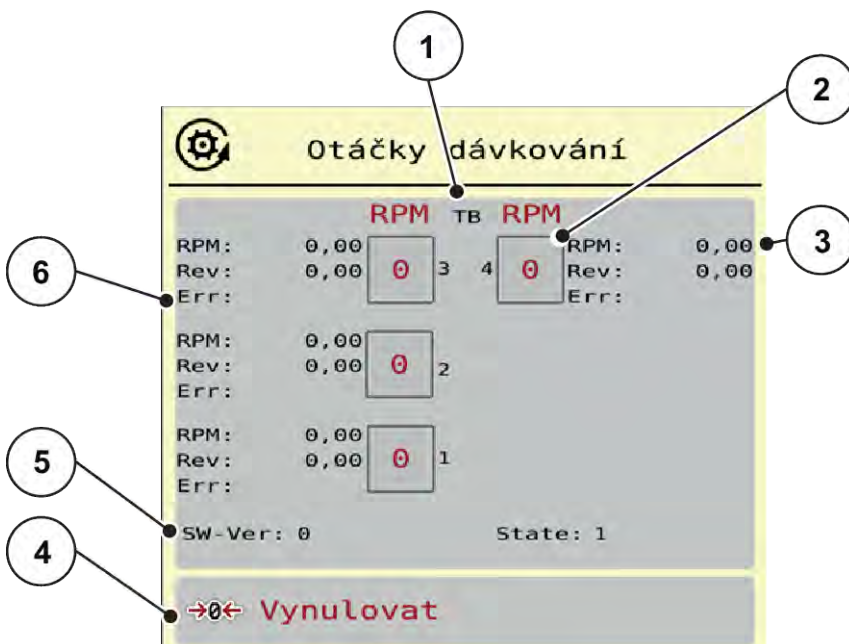 1
2
Otáčky dávkování
RPM TB RPM
RPM: 0,00
Rev: 0,00
Err:
0 3
4 0
RPM: 0,00
Rev: 0,00
Err:
3
6
RPM: 0,00
Rev: 0,00
Err:
0 2
RPM: 0,00
Rev: 0,00
Err:
0 1
5
SW-Ver: 0 State: 1
4
→0← Vynulovat